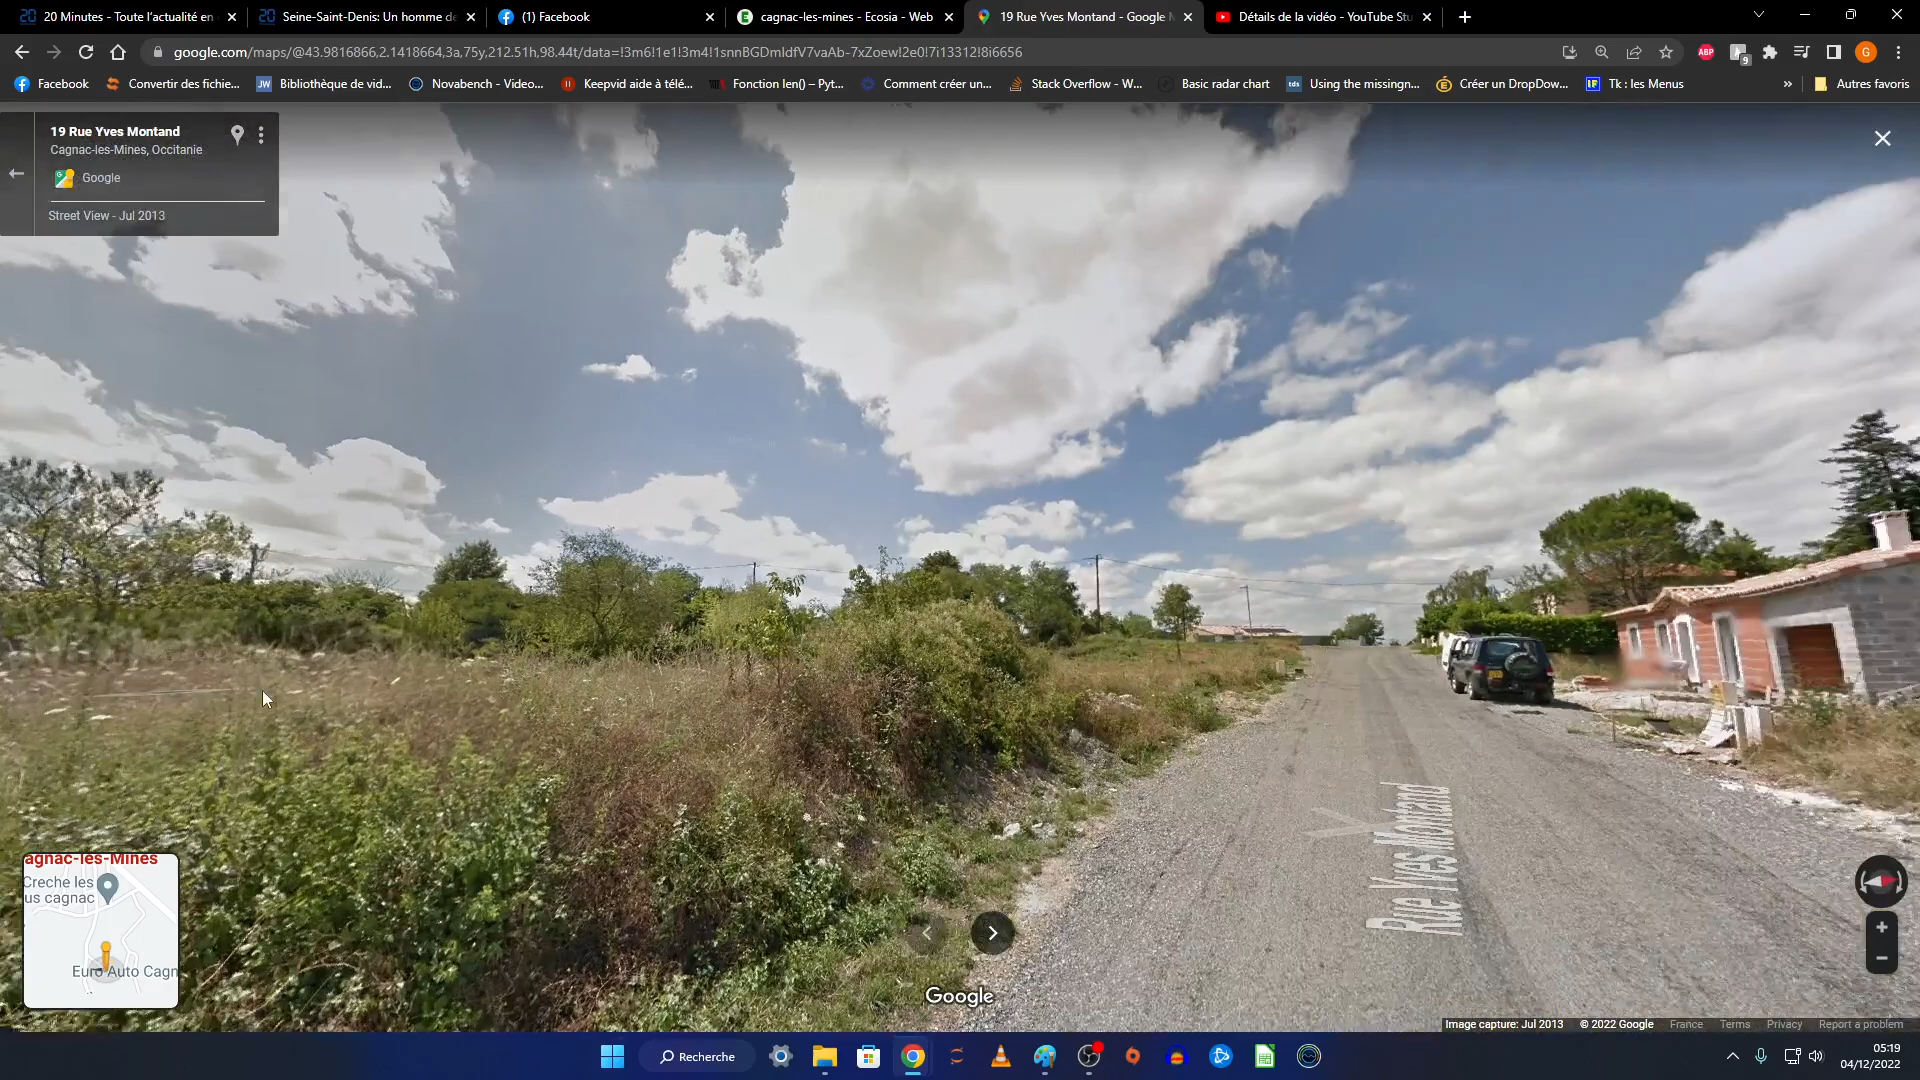 20 Minutes - Toute l'actualité en
Seine-Saint-Denis: Un homme de
(1) Facebook
cagnac-les-mines - Ecosia - Web
19 Rue Yves Montand - Google M
Détails de la vidéo - YouTube Stu
google.com/maps/@43.9816866,2.1418664,3a,75y,212.51h,98.44t/data=!3m6!1e1!3m4!1snnBGDmIdfV7vaAb-7xZoew!2e0!7i13312!8i6656
ABP
9
G
Facebook
Convertir des fichie...
JW
Bibliothèque de vid...
Novabench - Video...
Keepvid aide à télé...
Fonction len() – Pyt...
Comment créer un...
Stack Overflow - W...
Basic radar chart
tds
Using the missingn...
Créer un DropDow...
Tk : les Menus
»
Autres favoris
19 Rue Yves Montand
Cagnac-les-Mines, Occitanie
Google
Street View - Jul 2013
Rue Yves Montand
agnac-les-Mines
Creche les
us cagnac
Euro Auto Cagn
Google
Image capture: Jul 2013 © 2022 Google France Terms Privacy Report a problem
Recherche
05:19
04/12/2022